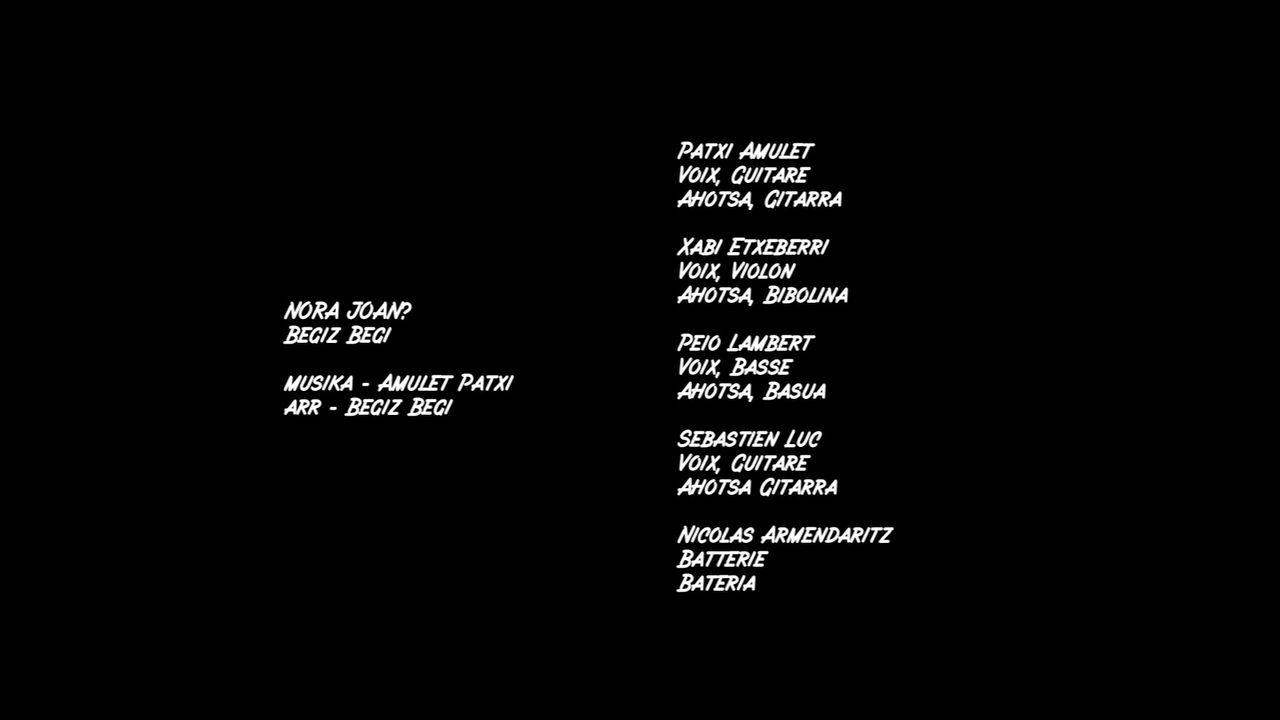 NORA JOAN?
BEGIZ BEGI
MUSIKA - AMULET PATXI
ARR - BEGIZ BEGI
PATXI AMULET
VOIX, GUITARE
AHOTSA, GITARRA
XABI ETXEBERRI
VOIX, VIOLON
AHOTSA, BIBOLINA
PEIO LAMBERT
VOIX, BASSE
AHOTSA, BASUA
SEBASTIEN LUC
VOIX, GUITARE
AHOTSA GITARRA
NICOLAS ARMENDARITZ
BATTERIE
BATERIA